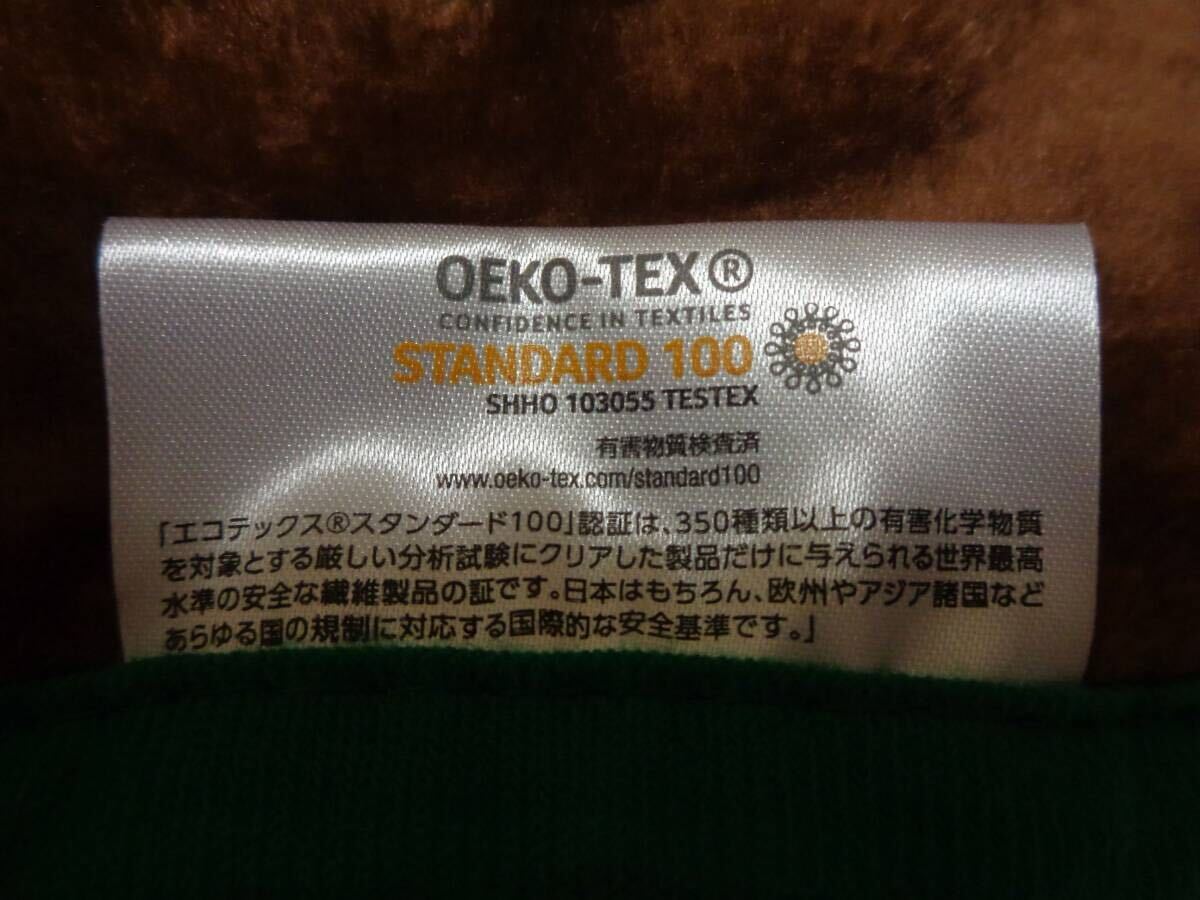 OEKO-TEX®
CONFIDENCE IN TEXTILES
STANDARD 100
SHHO 103055 TESTEX
有害物質検査済
www.oeko-tex.com/standard100
「エコテックス®スタンダード100」認証は、350種類以上の有害化学物質
を対象とする厳しい分析試験にクリアした製品だけに与えられる世界最高
水準の安全な繊維製品の証です。日本はもちろん、欧州やアジア諸国など
あらゆる国の規制に対応する国際的な安全基準です。」